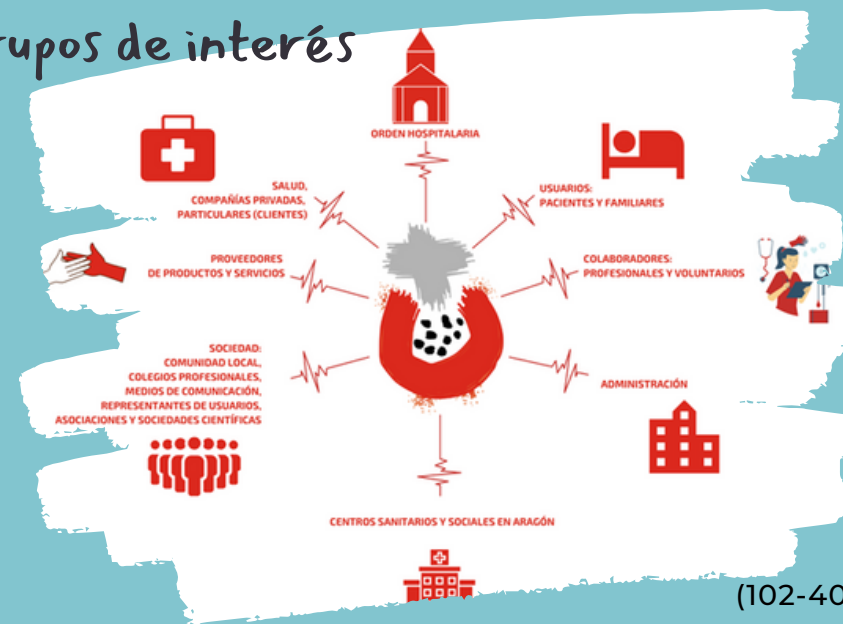 rupos de interés
ORDEN HOSPITALARIA
SALUD,
COMPAÑÍAS PRIVADAS,
PARTICULARES (CLIENTES)
USUARIOS:
PACIENTES Y FAMILIARES
PROVEEDORES
DE PRODUCTOS Y SERVICIOS
COLABORADORES:
PROFESIONALES Y VOLUNTARIOS
SOCIEDAD:
COMUNIDAD LOCAL,
COLEGIOS PROFESIONALES,
MEDIOS DE COMUNICACIÓN,
REPRESENTANTES DE USUARIOS,
ASOCIACIONES Y SOCIEDADES CIENTÍFICAS
ADMINISTRACIÓN
CENTROS SANITARIOS Y SOCIALES EN ARAGÓN
(102-40